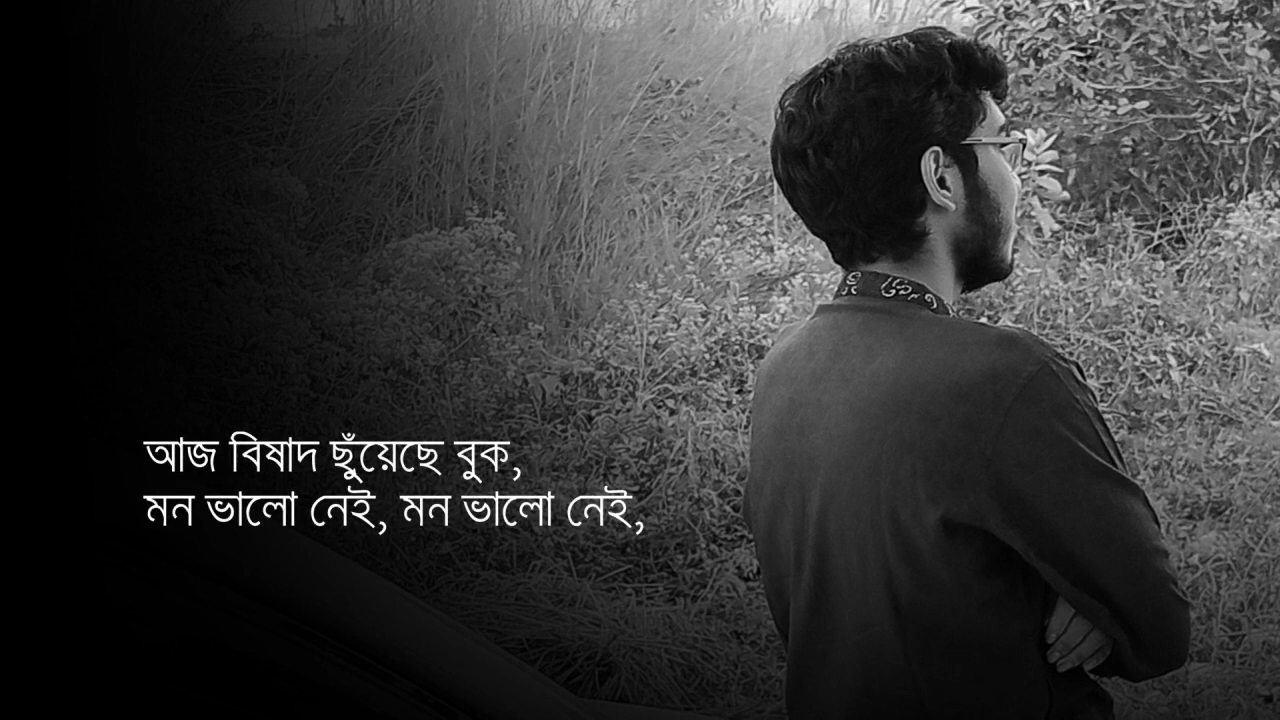 আজ বিষাদ ছুঁয়েছে বুক,
মন ভালো নেই, মন ভালো নেই,